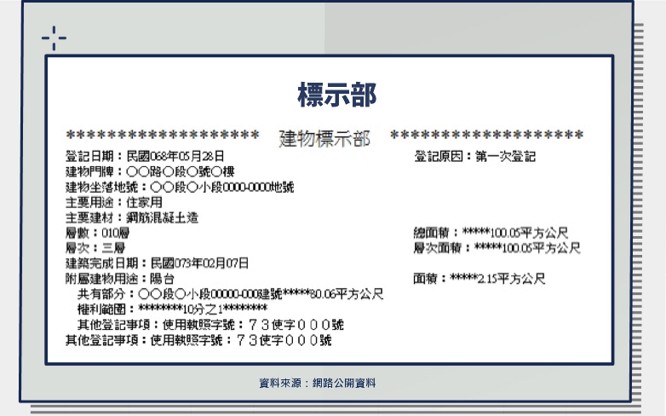 標示部
******************* 建物標示部 *******************
登記日期：民國068年05月28日 登記原因：第一次登記
建物門牌：○○路○段○號○樓
建物坐落地號：○○段○小段0000-0000地號
主要用途：住家用
主要建材：鋼筋混凝土造
層數：010層 總面積：*****100.05平方公尺
層次：三層 層次面積：*****100.05平方公尺
建築完成日期：民國073年02月07日
附屬建物用途：陽台 面積：*****2.15平方公尺
共有部分：○○段○小段00000-000建號*****80.06平方公尺
權利範圍：********10分之1********
其他登記事項：使用執照字號：７３使字０００號
其他登記事項：使用執照字號：７３使字０００號
資料來源：網路公開資料